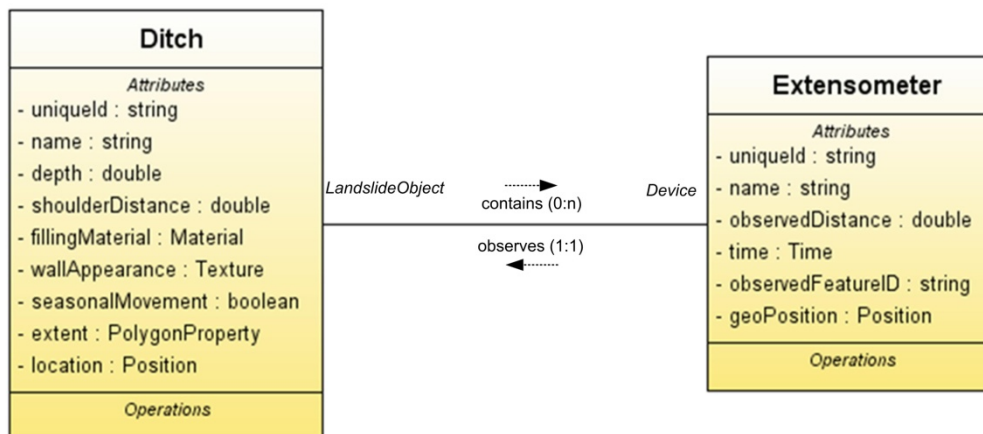 Ditch
Attributes
- uniqueId : string
- name : string
- depth : double
- shoulderDistance : double
- fillingMaterial : Material
- wallAppearance : Texture
- seasonalMovement : boolean
- extent : PolygonProperty
- location : Position
Operations
LandslideObject
contains (0:n)
Device
observes (1:1)
Extensometer
Attributes
- uniqueId : string
- name : string
- observedDistance : double
- time : Time
- observedFeatureID : string
- geoPosition : Position
Operations